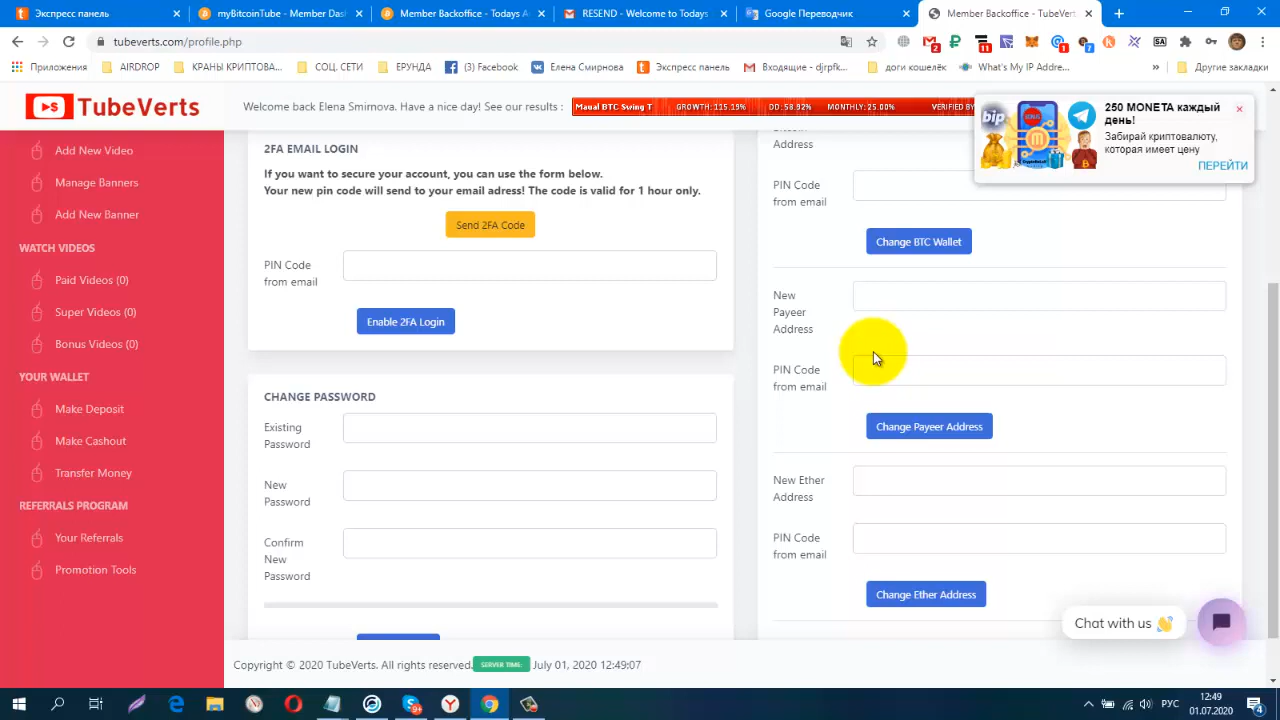 myBitcoinTube - Member Das
Member Backoffice - Today A
RESEND - Welcome to Todays
Google Переводчик
Member Backoffice - TubeVer
tubeverts.com/profile.php
Приложения
AIRDROP
КРАНЫ КРИПТОВА...
СОЦ. СЕТИ
ЕРУНДА
(3) Facebook
Елена Смирнова
Экспресс панель
Входящие - djrpfk...
доги кошелёк
What's My IP Addre...
»
Другие закладки
TubeVerts
Welcome back Elena Smirnova. Have a nice day! See our results :
Maual BTC Swing T
GROWTH: 115.19%
DD: 58.92%
MONTHLY: 25.00%
VERIFIED BY
250 MONETA каждый
день!
Забирай криптовалюту,
которая имеет цену
ПЕРЕЙТИ
Add New Video
Manage Banners
Add New Banner
WATCH VIDEOS
Paid Videos (0)
Super Videos (0)
Bonus Videos (0)
YOUR WALLET
Make Deposit
Make Cashout
Transfer Money
REFERRALS PROGRAM
Your Referrals
Promotion Tools
2FA EMAIL LOGIN
If you want to secure your account, you can use the form below.
Your new pin code will send to your email adress! The code is valid for 1 hour only.
Send 2FA Code
PIN Code
from email
Enable 2FA Login
CHANGE PASSWORD
Existing
Password
New
Password
Confirm
New
Password
Address
PIN Code
from email
Change BTC Wallet
New
Payeer
Address
PIN Code
from email
Change Payeer Address
New Ether
Address
PIN Code
from email
Change Ether Address
Chat with us
Copyright © 2020 TubeVerts. All rights reserved.
SERVER TIME:
July 01, 2020 12:49:07
РУС
12:49
01.07.2020